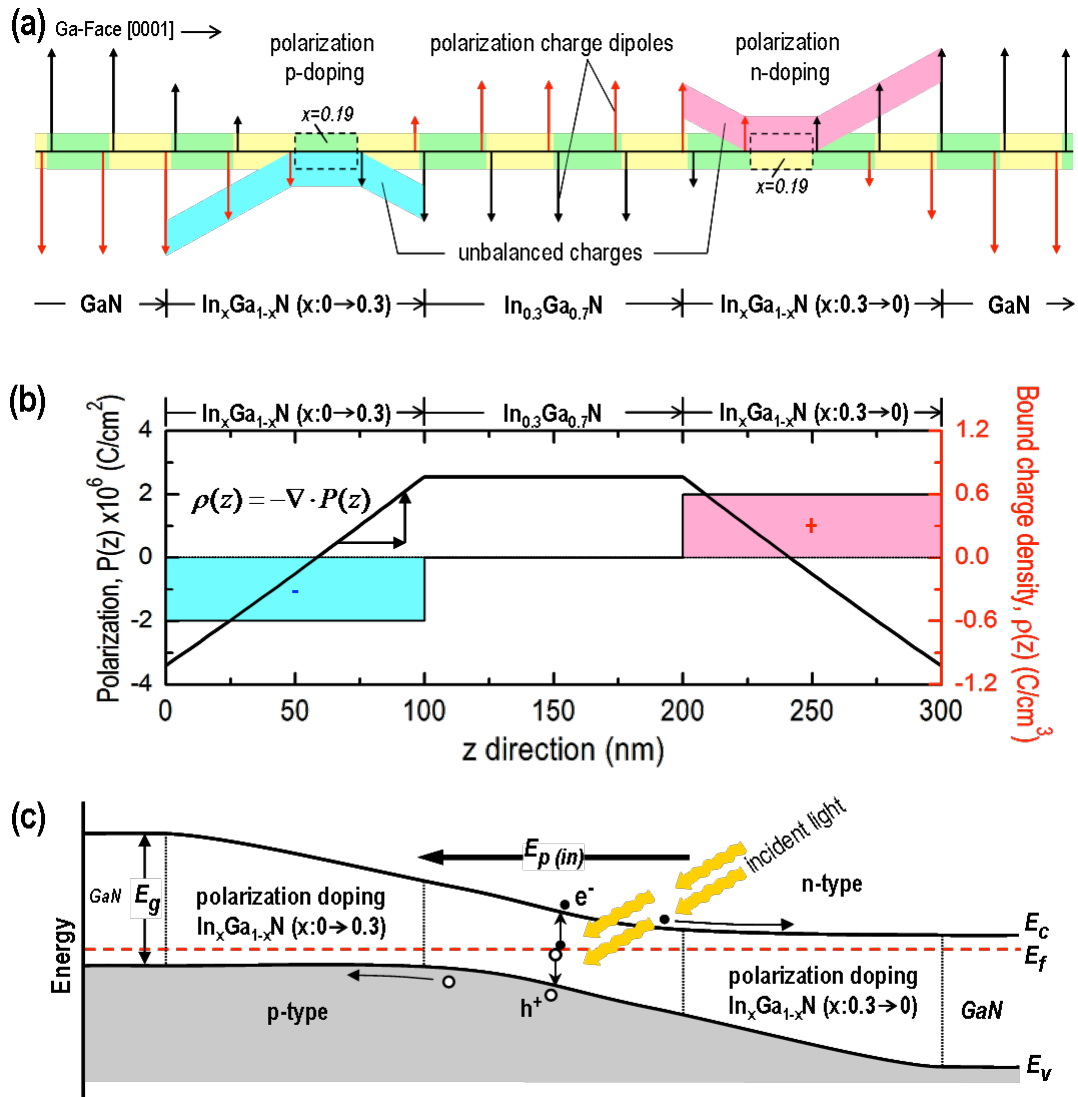 (a)
Ga-Face [0001]
polarization
p-doping
polarization charge dipoles
polarization
n-doping
x=0.19
x=0.19
unbalanced charges
GaN
InₓGa₁₋ₓN (x:0→0.3)
In₀.₃Ga₀.₇N
InₓGa₁₋ₓN (x:0.3→0)
GaN
(b)
InₓGa₁₋ₓN (x:0→0.3)
In₀.₃Ga₀.₇N
InₓGa₁₋ₓN (x:0.3→0)
Polarization, P(z) x10⁶ (C/cm²)
4
2
0
-2
-4
ρ(z) = −∇ · P(z)
-
+
1.2
0.6
0.0
-0.6
-1.2
Bound charge density, ρ(z) (C/cm³)
0
50
100
150
200
250
300
z direction (nm)
(c)
Energy
GaN
E_g
polarization doping
InₓGa₁₋ₓN (x:0→0.3)
E_p (in)
incident light
n-type
e⁻
h⁺
p-type
E_c
E_f
polarization doping
InₓGa₁₋ₓN (x:0.3→0)
GaN
E_v